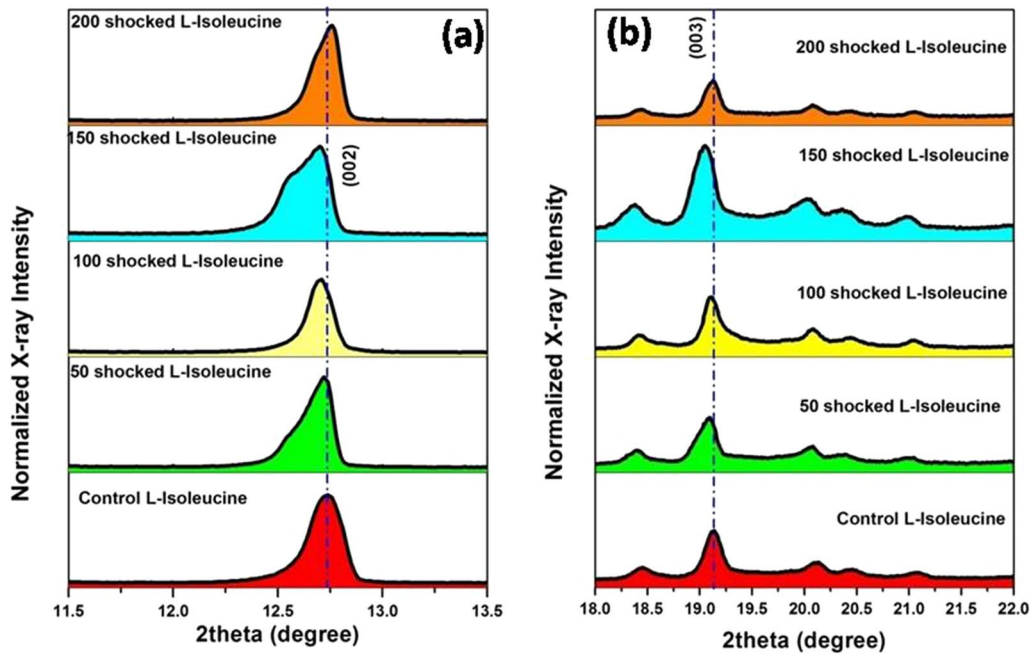 (a)
200 shocked L-Isoleucine
150 shocked L-Isoleucine
(002)
100 shocked L-Isoleucine
50 shocked L-Isoleucine
Control L-Isoleucine
Normalized X-ray Intensity
11.5 12.0 12.5 13.0 13.5
2theta (degree)
(b)
(003)
200 shocked L-Isoleucine
150 shocked L-Isoleucine
100 shocked L-Isoleucine
50 shocked L-Isoleucine
Control L-Isoleucine
Normalized X-ray Intensity
18.0 18.5 19.0 19.5 20.0 20.5 21.0 21.5 22.0
2theta (degree)